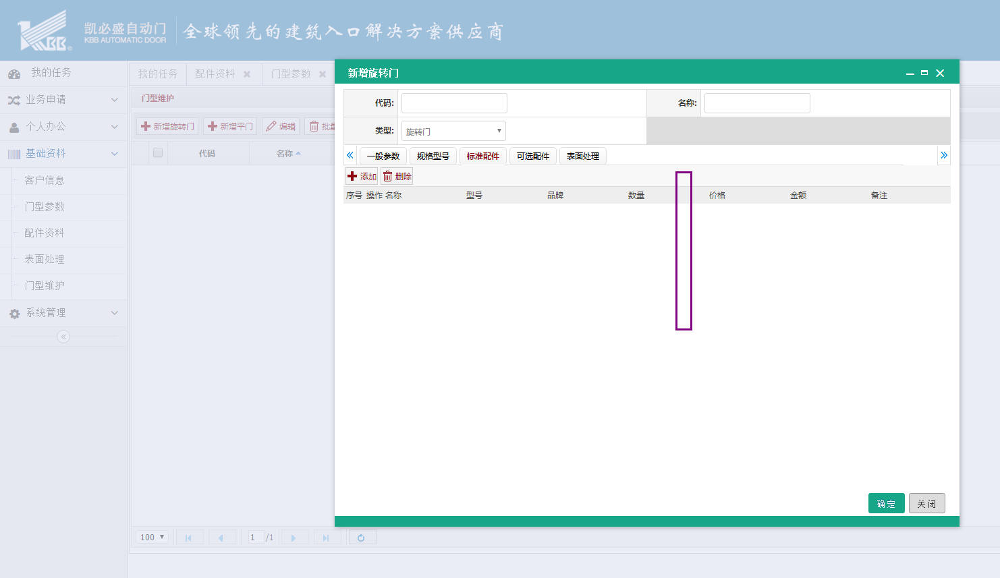 凯必盛自动门
KBB AUTOMATIC DOOR
全球领先的建筑入口解决方案供应商
KBB
我的任务
业务申请
个人办公
基础资料
客户信息
门型参数
配件资料
表面处理
门型维护
系统管理
我的任务
配件资料
门型参数
门型维护
新增旋转门
新增平门
编辑
批量
代码
名称
100
1 /1
新增旋转门
代码:
名称:
类型:
旋转门
一般参数
规格型号
标准配件
可选配件
表面处理
添加
删除
序号 操作 名称 型号 品牌 数量 价格 金额 备注
确定
关闭